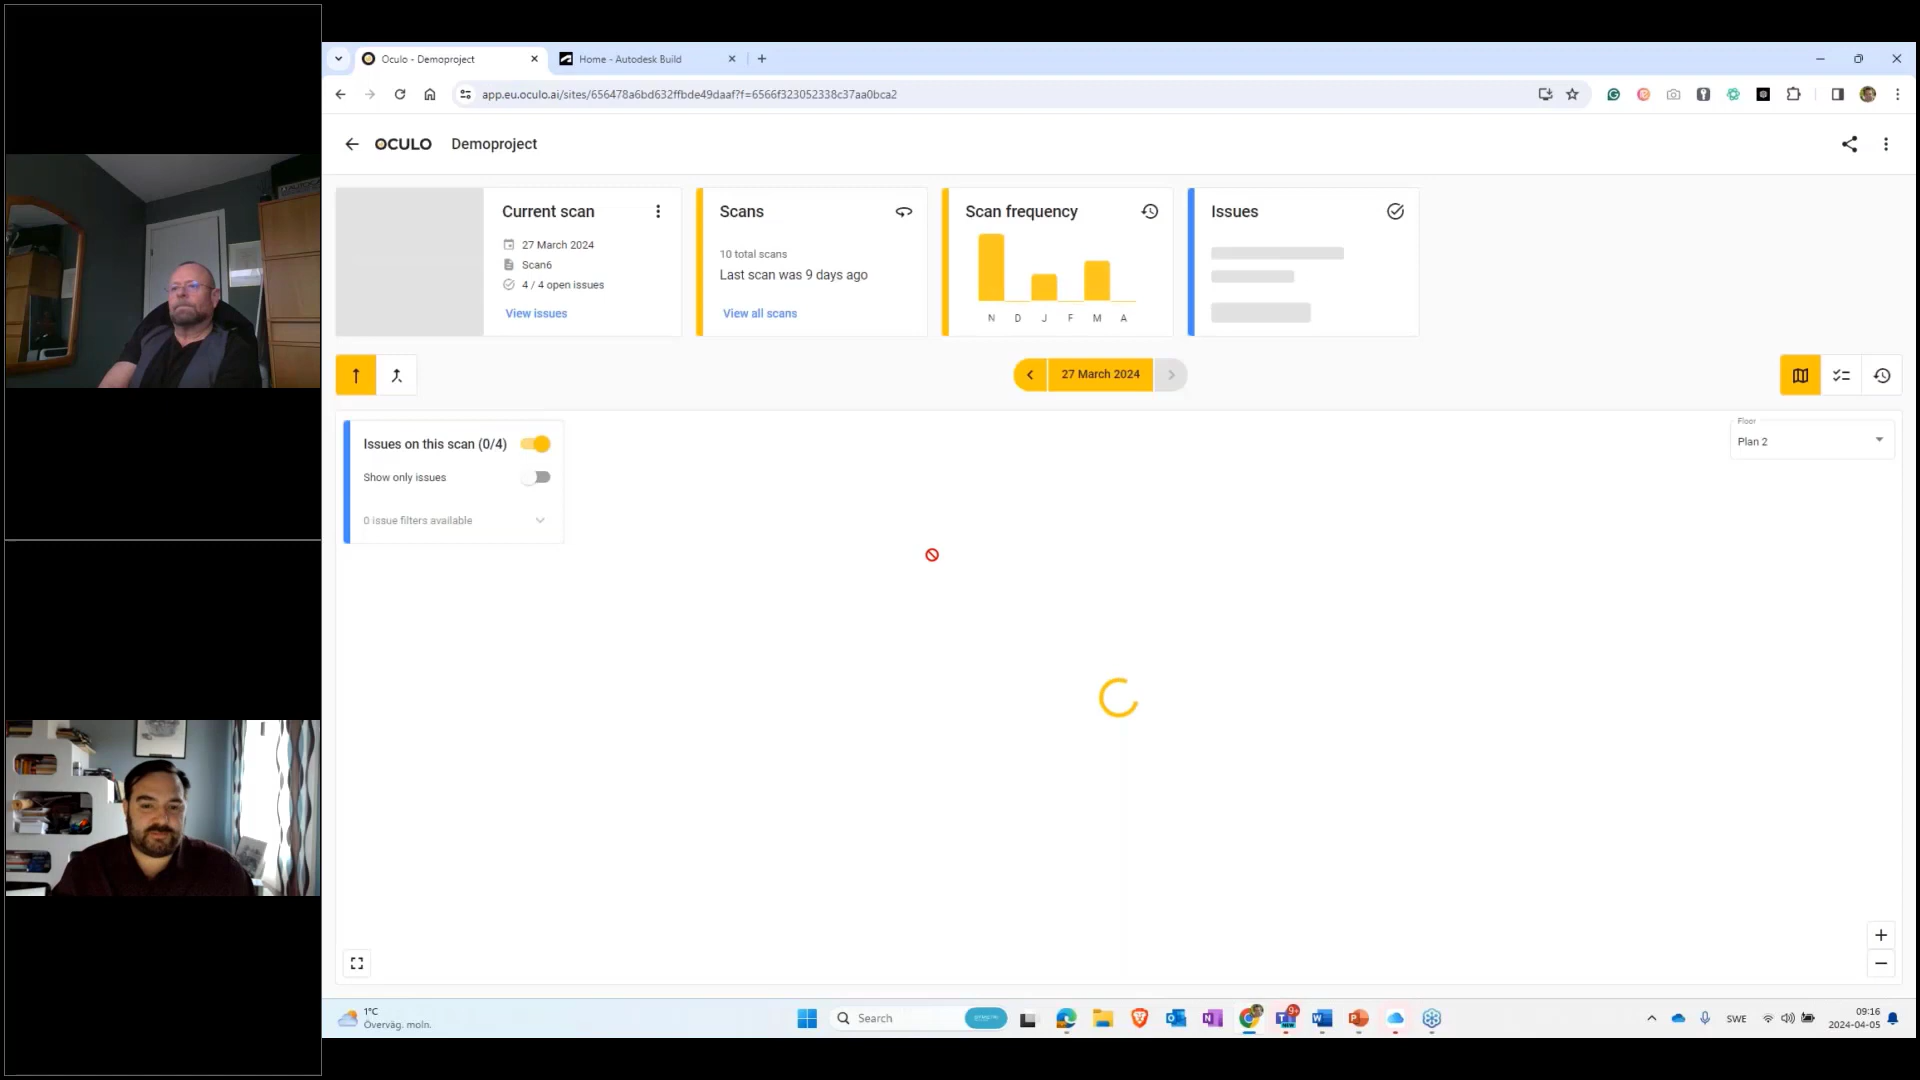 Oculo - Demoproject
Home - Autodesk Build
app.eu.oculo.ai/sites/656478a6bd632ffbde49daaf?f=6566f323052338c37aa0bca2
OCULO Demoproject
Current scan
27 March 2024
Scan6
4 / 4 open issues
View issues
Scans
10 total scans
Last scan was 9 days ago
View all scans
Scan frequency
N D J F M A
Issues
27 March 2024
Issues on this scan (0/4)
Show only issues
0 issue filters available
Floor
Plan 2
1°C
Överväg. moln.
Search
9+
SWE
09:16
2024-04-05